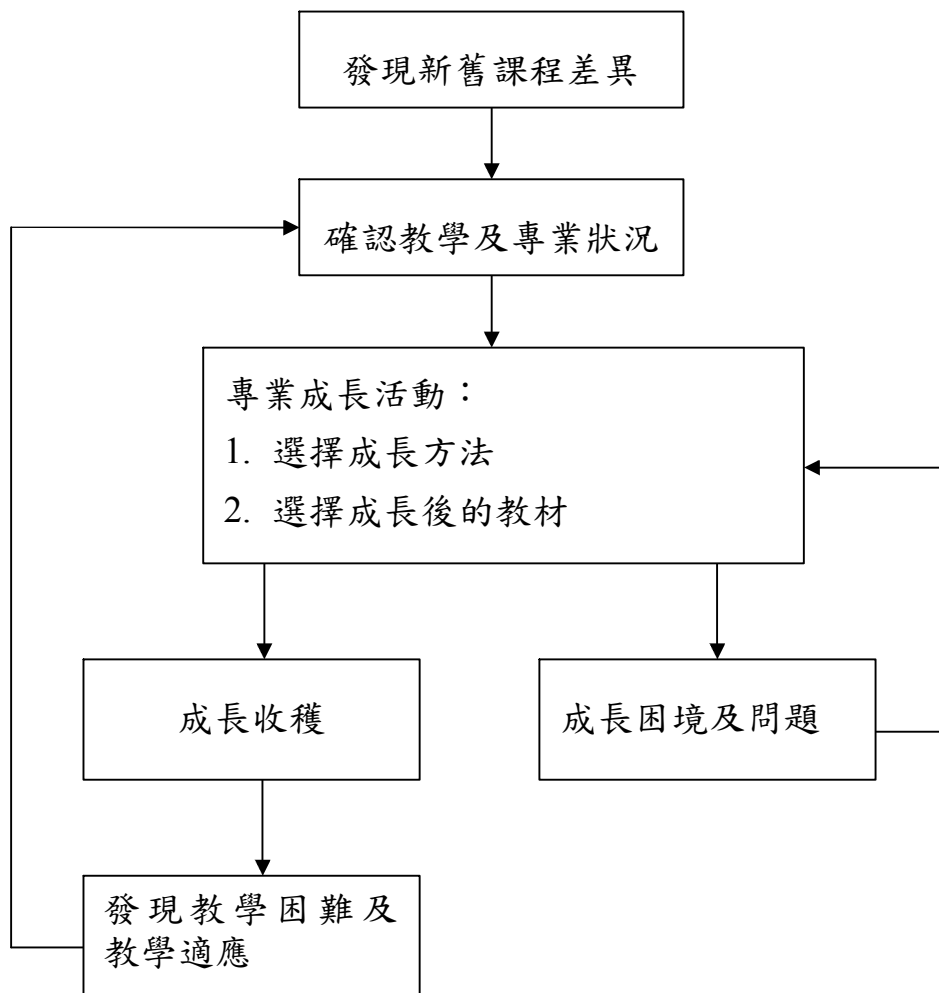 發現新舊課程差異
確認教學及專業狀況
專業成長活動：
1. 選擇成長方法
2. 選擇成長後的教材
成長收穫
成長困境及問題
發現教學困難及
教學適應